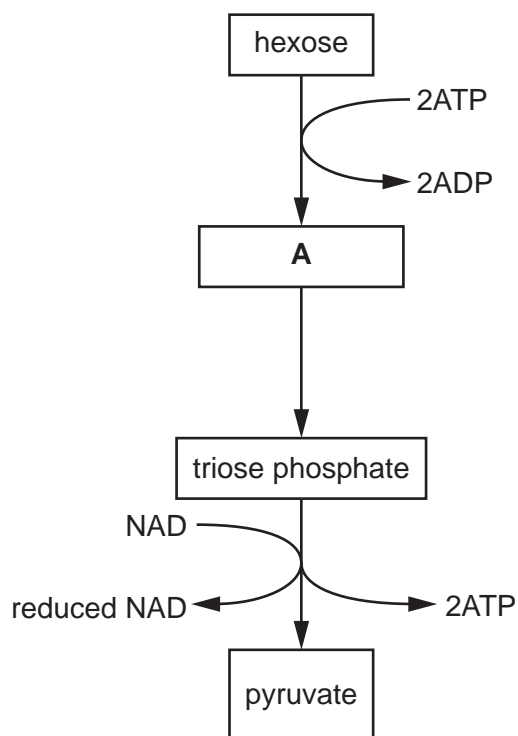 hexose
2ATP
2ADP
A
triose phosphate
NAD
reduced NAD
2ATP
pyruvate